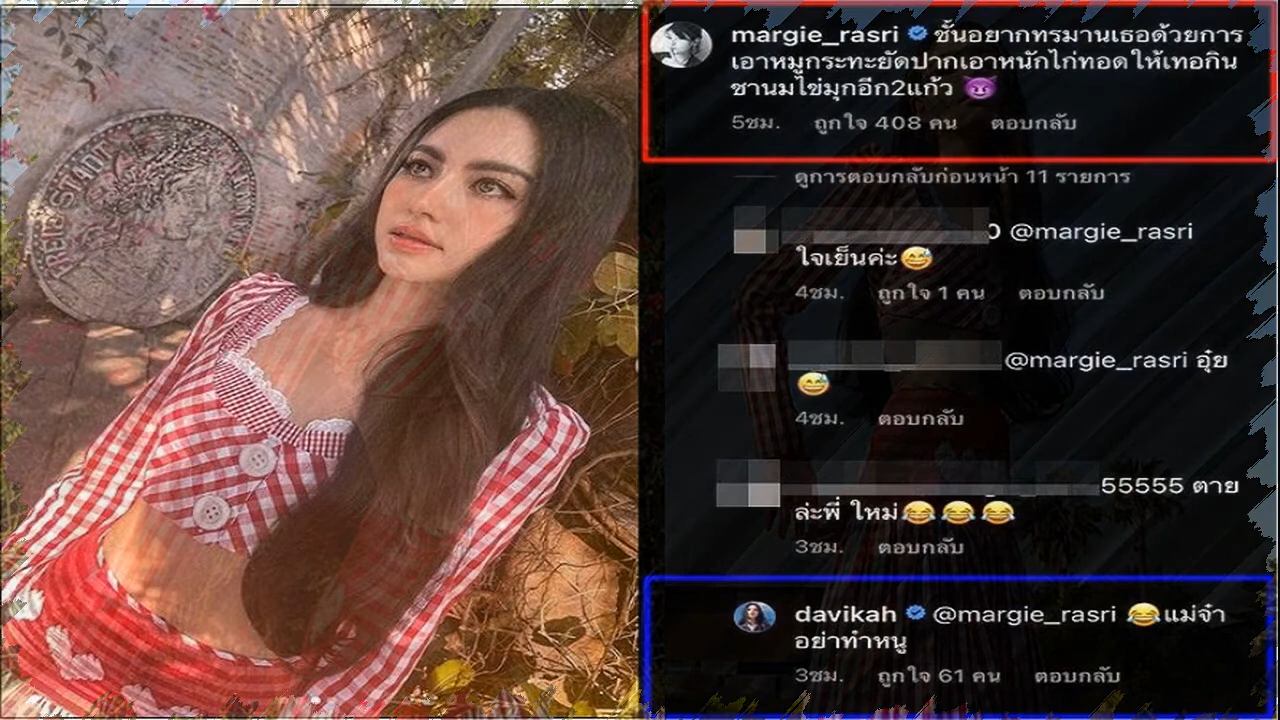 PREIE STADT
margie_rasri ชั้นอยากทรมานเธอด้วยการ
เอาหมูกระทะยัดปากเอาหนักไก่ทอดให้เทอกิน
ชานมไข่มุกอีก2แก้ว 😈
5ชม. ถูกใจ 408 คน ตอบกลับ
ดูการตอบกลับก่อนหน้า 11 รายการ
0 @margie_rasri
ใจเย็นค่ะ😅
4ชม. ถูกใจ 1 คน ตอบกลับ
@margie_rasri อุ๋ย
😅
4ชม. ตอบกลับ
55555 ตาย
ล่ะพี่ ใหม่😂😂😂
3ชม. ตอบกลับ
davikah @margie_rasri 😂แม่จ๋า
อย่าทำหนู
3ชม. ถูกใจ 61 คน ตอบกลับ